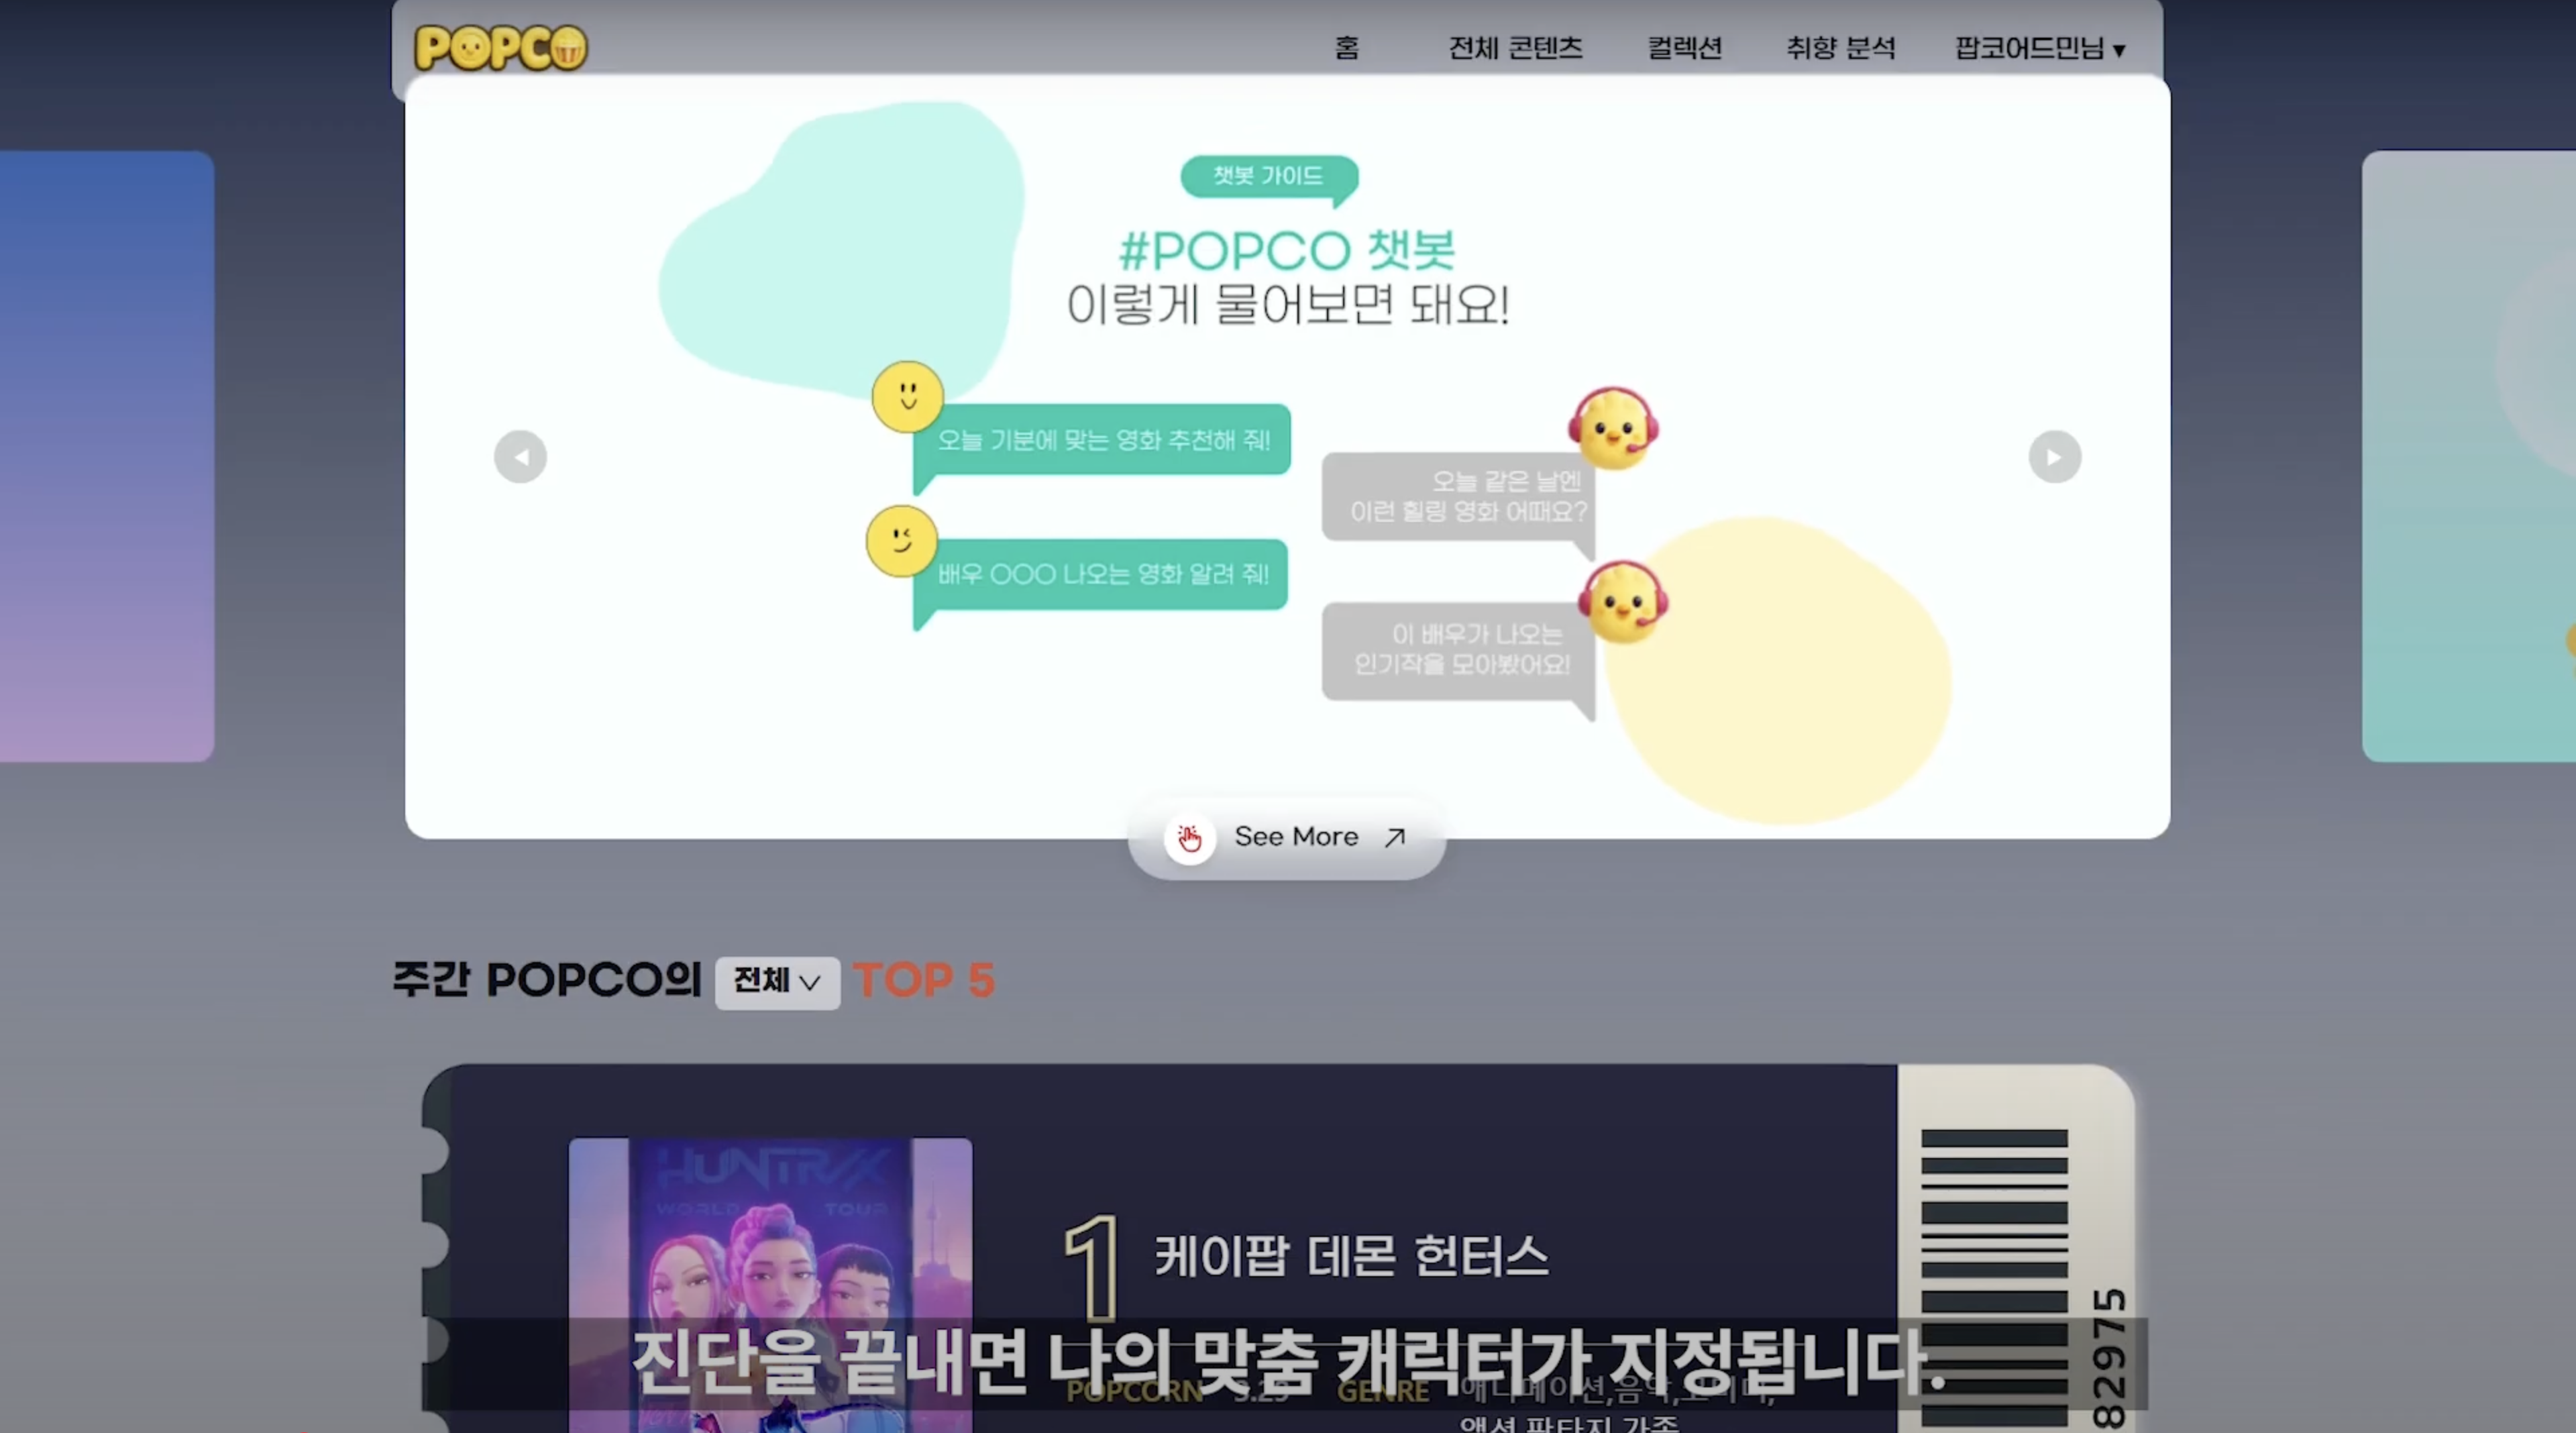 POPCO
홈 전체 콘텐츠 컬렉션 취향 분석 팝코어드민님 ▾
챗봇 가이드
#POPCO 챗봇
이렇게 물어보면 돼요!
오늘 기분에 맞는 영화 추천해 줘!
오늘 같은 날엔
이런 힐링 영화 어때요?
배우 OOO 나오는 영화 알려 줘!
이 배우가 나오는
인기작을 모아봤어요!
See More
주간 POPCO의 전체 TOP 5
HUNTR/X
WORLD TOUR
1 케이팝 데몬 헌터스
진단을 끝내면 나의 맞춤 캐릭터가 지정됩니다.
POPCORN GENRE
액션,판타지,가족
82975